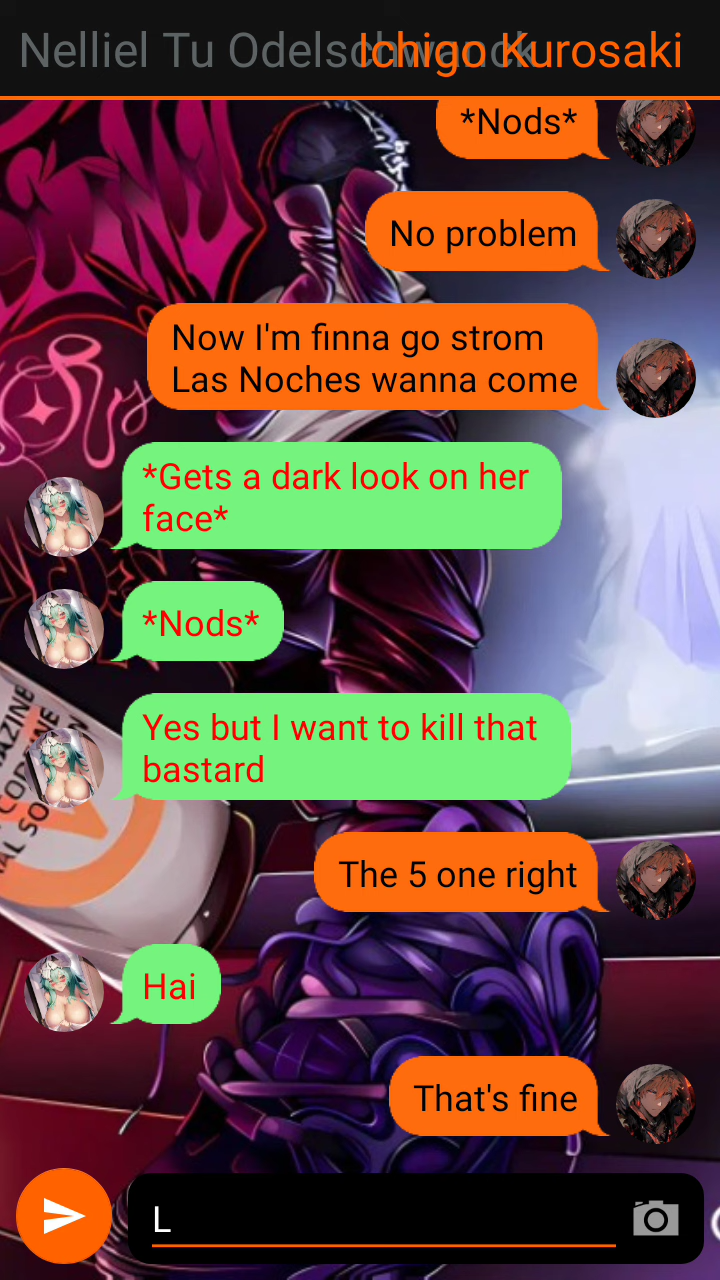 Nelliel Tu Odelschwanck
Ichigo Kurosaki
*Nods*
No problem
Now I'm finna go strom
Las Noches wanna come
*Gets a dark look on her
face*
*Nods*
Yes but I want to kill that
bastard
The 5 one right
Hai
That's fine
L